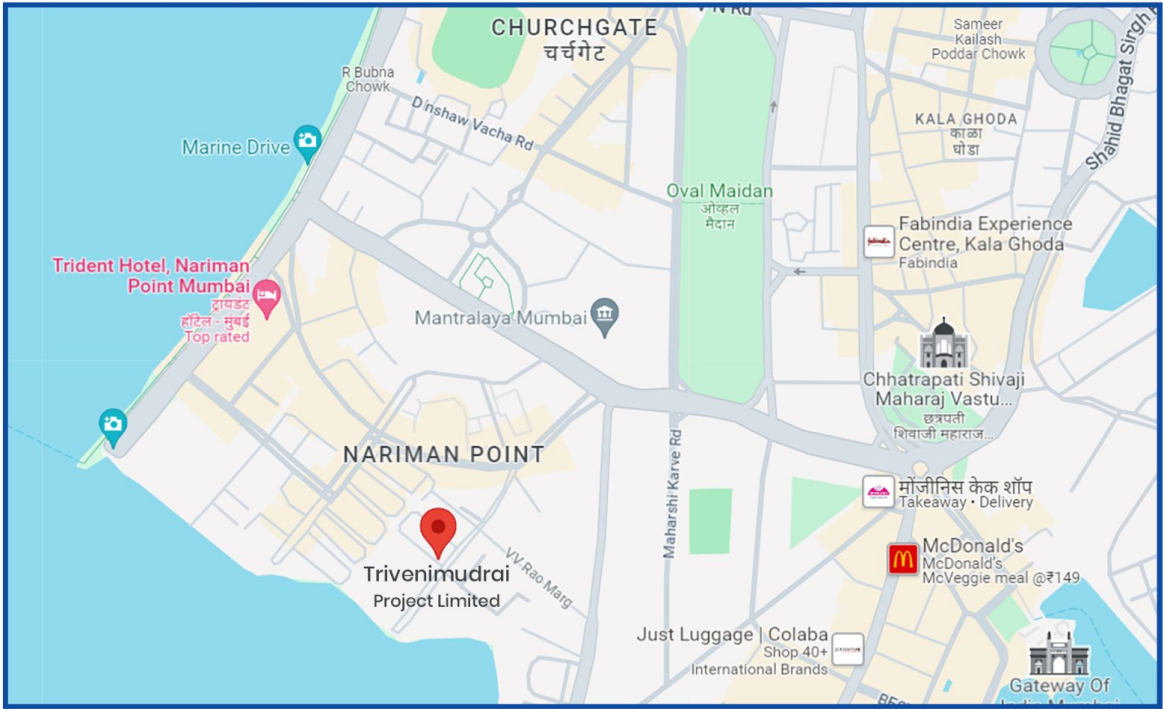 V N Rd
CHURCHGATE
चर्चगेट
Sameer
Kailash
Poddar Chowk
R Bubna
Chowk
Dinshaw Vacha Rd
KALA GHODA
काळा
घोडा
Shahid Bhagat Singh
Marine Drive
Oval Maidan
ओव्हल
मैदान
Fabindia Experience
Centre, Kala Ghoda
Fabindia
fabindia
Trident Hotel, Nariman
Point Mumbai
ट्रायडंट
हॉटेल - मुंबई
Top rated
Mantralaya Mumbai
Chhatrapati Shivaji
Maharaj Vastu...
छत्रपती
शिवाजी महाराज...
NARIMAN POINT
Maharshi Karve Rd
मोंजीनिस केक शॉप
Takeaway • Delivery
McDonald's
McDonald's
McVeggie meal @₹149
Trivenimudrai
Project Limited
VV Rao Marg
Just Luggage | Colaba
Shop 40+
International Brands
Gateway Of